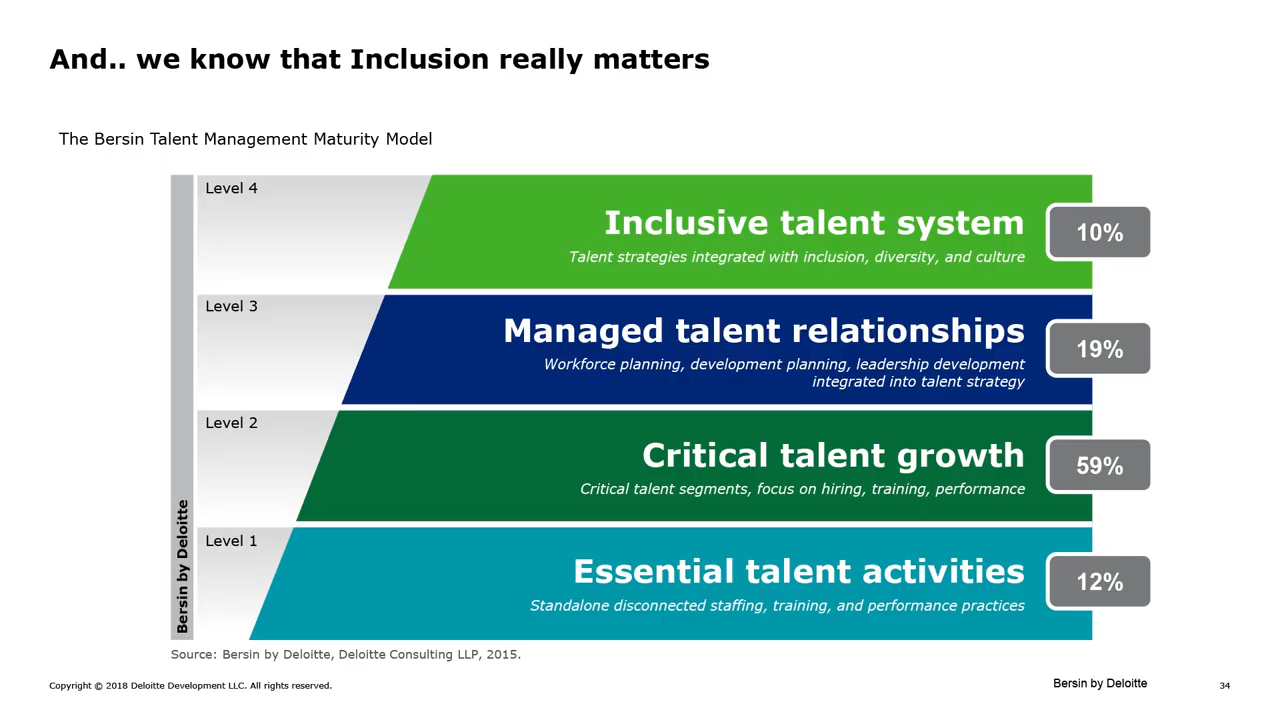 And.. we know that Inclusion really matters
The Bersin Talent Management Maturity Model
Level 4
Inclusive talent system
Talent strategies integrated with inclusion, diversity, and culture
10%
Level 3
Managed talent relationships
Workforce planning, development planning, leadership development
integrated into talent strategy
19%
Level 2
Critical talent growth
Critical talent segments, focus on hiring, training, performance
59%
Level 1
Essential talent activities
Standalone disconnected staffing, training, and performance practices
12%
Bersin by Deloitte
Source: Bersin by Deloitte, Deloitte Consulting LLP, 2015.
Copyright © 2018 Deloitte Development LLC. All rights reserved.
Bersin by Deloitte
34